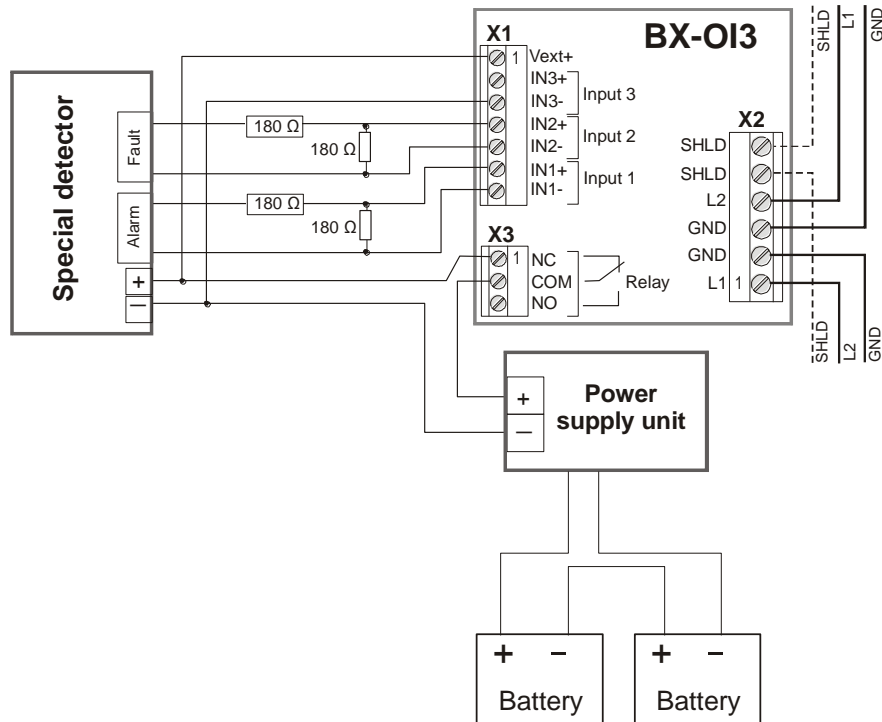 BX-OI3
X1
1 Vext+
IN3+
IN3-
Input 3
IN2+
IN2-
Input 2
IN1+
IN1-
Input 1
X3
1 NC
COM
NO
Relay
X2
SHLD
SHLD
L2
GND
GND
L1 1
SHLD
L1
GND
SHLD
L2
GND
Special detector
Fault
Alarm
+
–
180 Ω
180 Ω
180 Ω
180 Ω
Power
supply unit
+
–
+ –
Battery
+ –
Battery